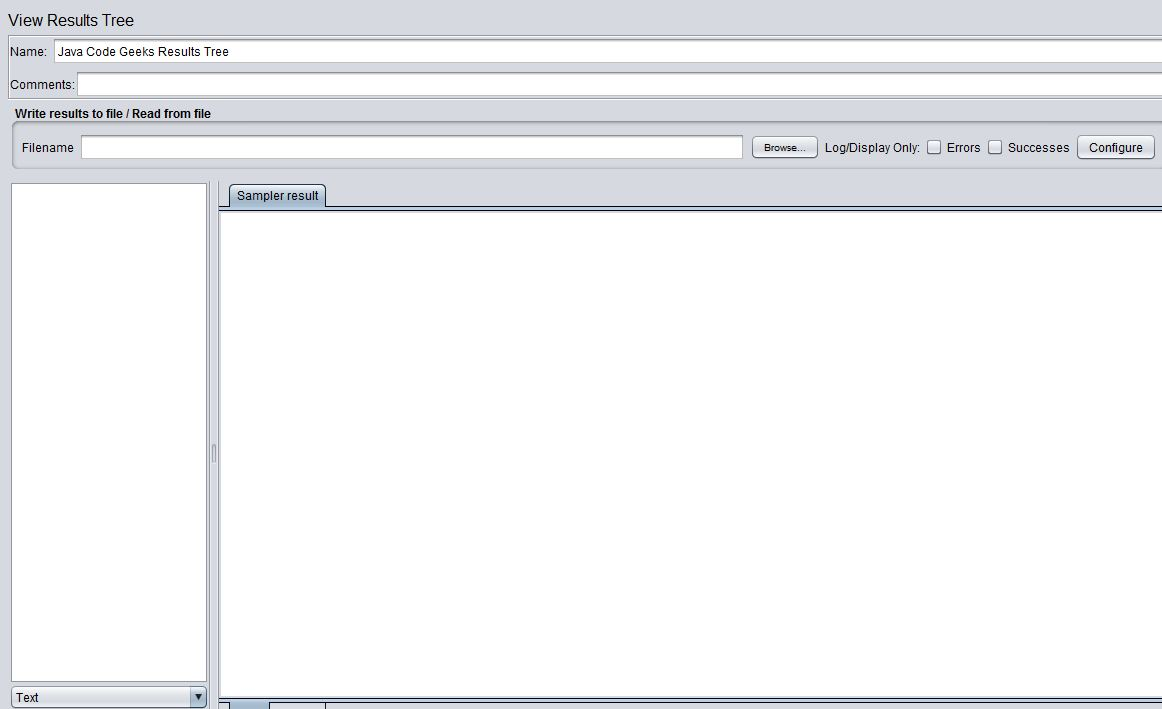 View Results Tree
Name: Java Code Geeks Results Tree
Comments:
Write results to file / Read from file
Filename Browse... Log/Display Only: Errors Successes Configure
Sampler result
Text